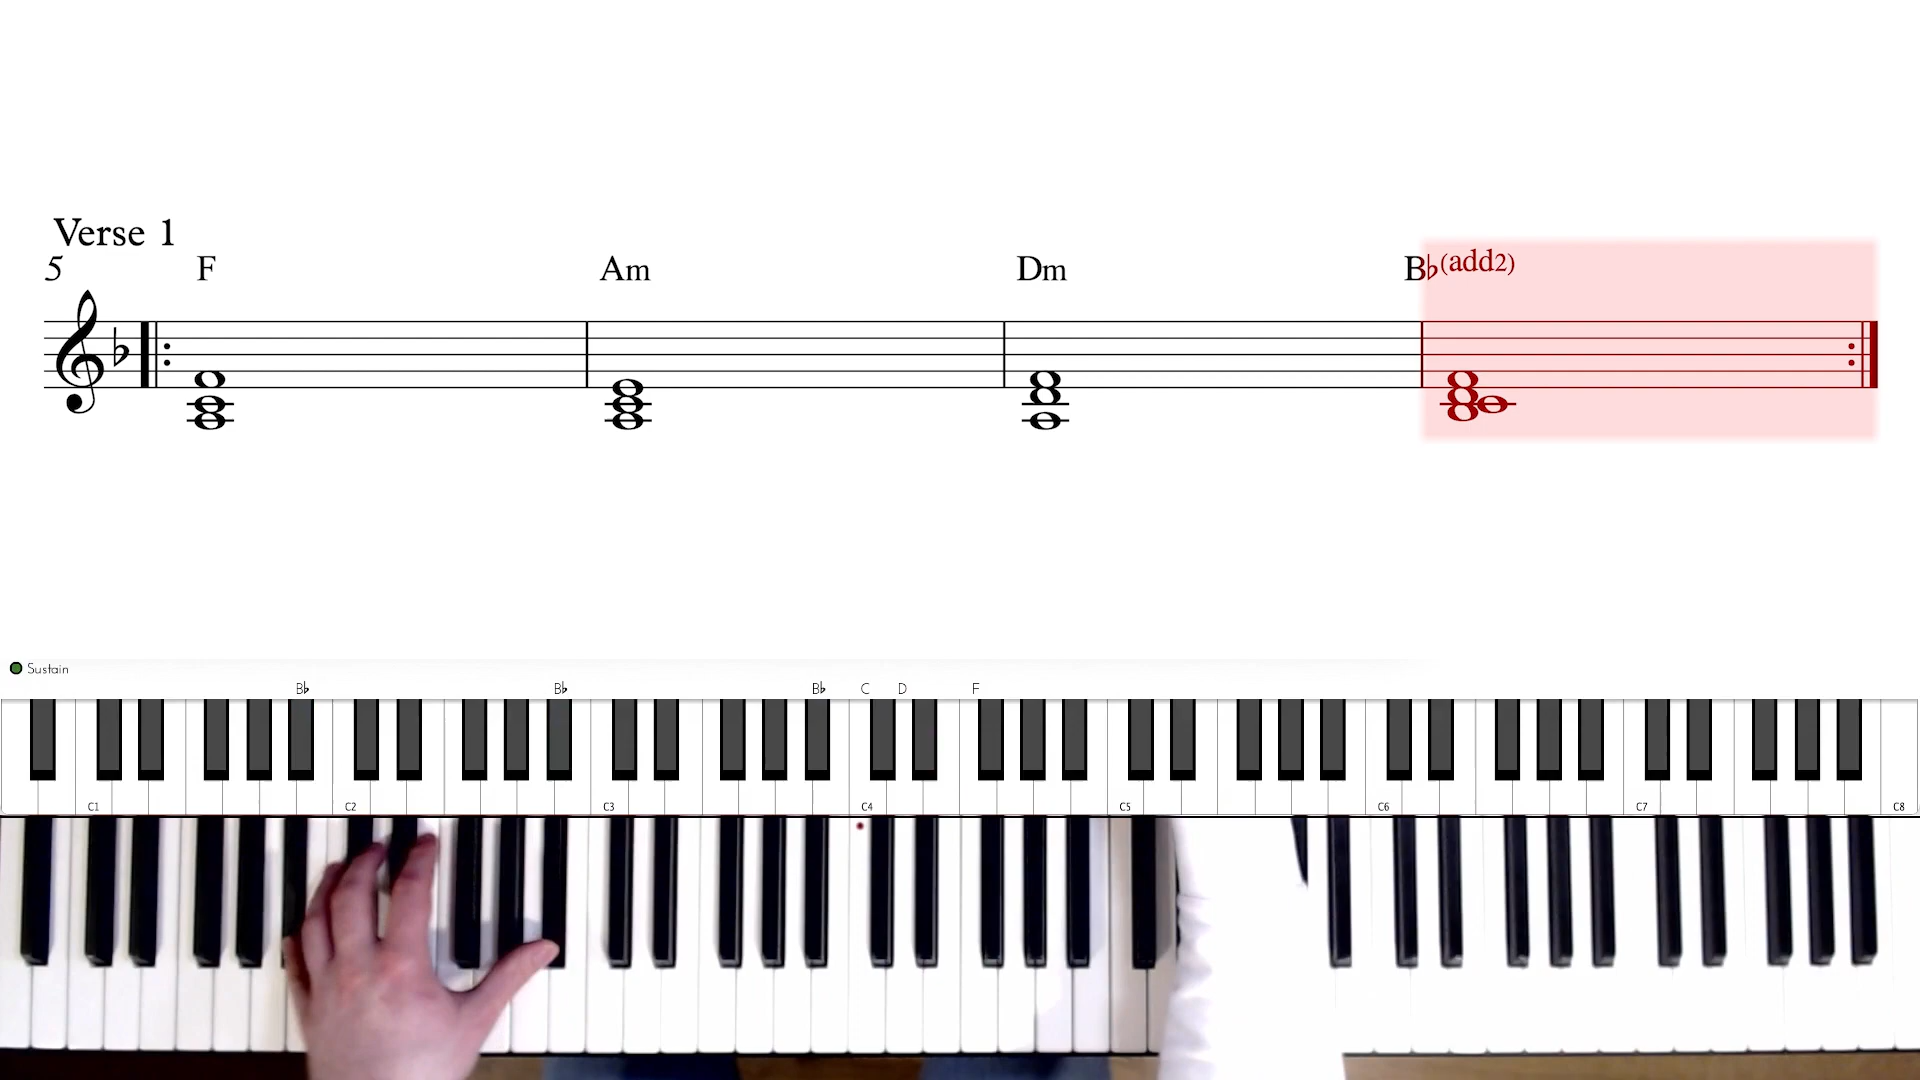 Verse 1
5 F Am Dm B♭(add2)
Sustain
B♭ B♭ B♭ C D F
C1 C2 C3 C4 C5 C6 C7 C8